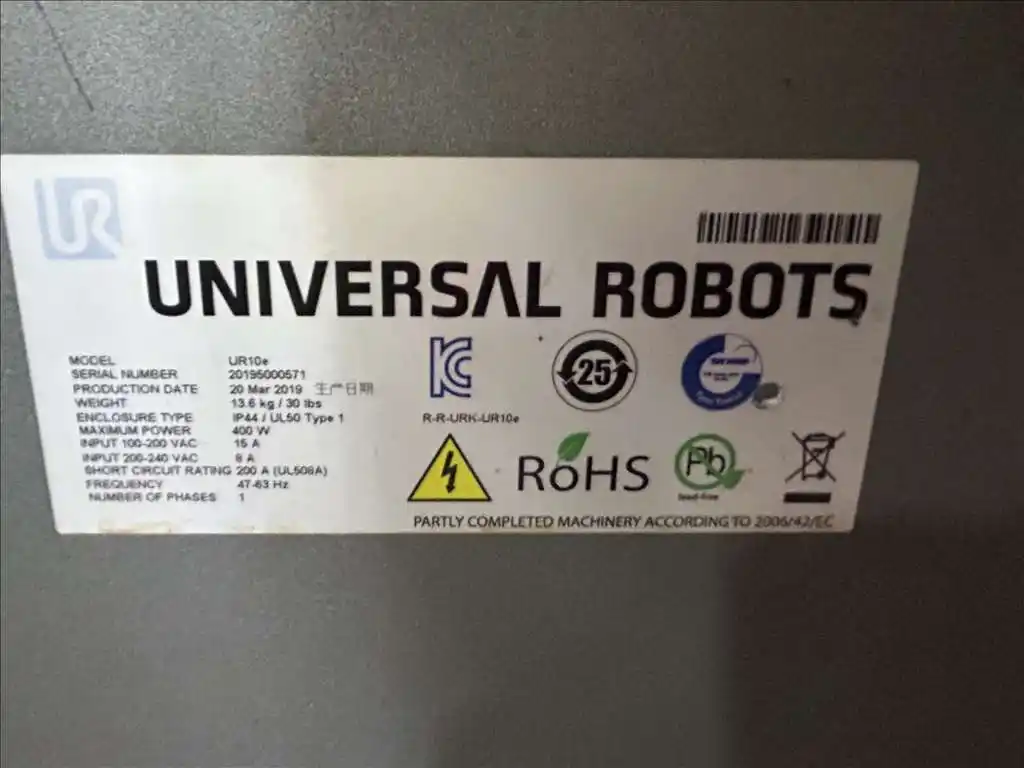 UR
UNIVERSAL ROBOTS
MODEL UR10e
SERIAL NUMBER 20195000571
PRODUCTION DATE 20 Mar 2019 生产日期
WEIGHT 13.6 kg / 30 lbs
ENCLOSURE TYPE IP44 / UL50 Type 1
MAXIMUM POWER 400 W
INPUT 100-200 VAC 15 A
INPUT 200-240 VAC 8 A
SHORT CIRCUIT RATING 200 A (UL508A)
FREQUENCY 47-63 Hz
NUMBER OF PHASES 1
KC
25
R-R-URK-UR10e
RoHS
Pb
lead-free
PARTLY COMPLETED MACHINERY ACCORDING TO 2006/42/EC